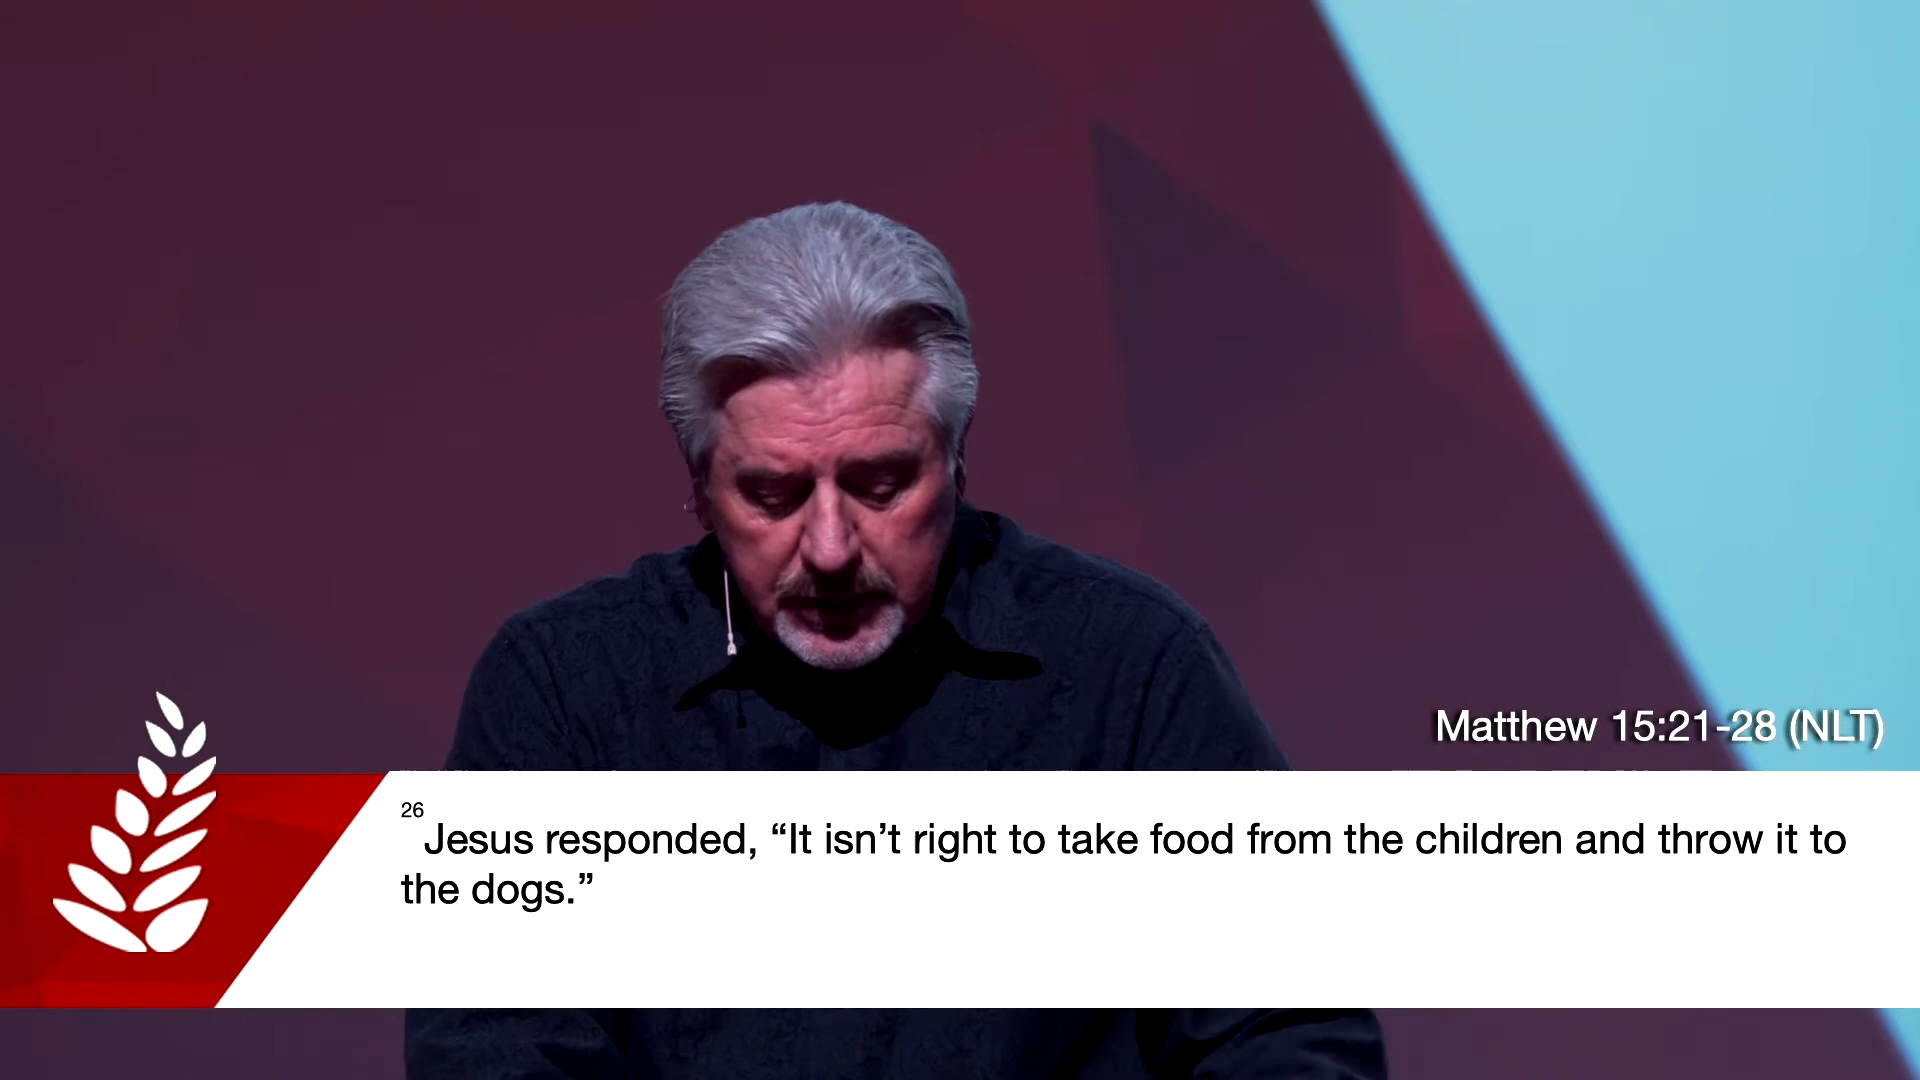 Matthew 15:21-28 (NLT)
26
Jesus responded, “It isn’t right to take food from the children and throw it to
the dogs.”